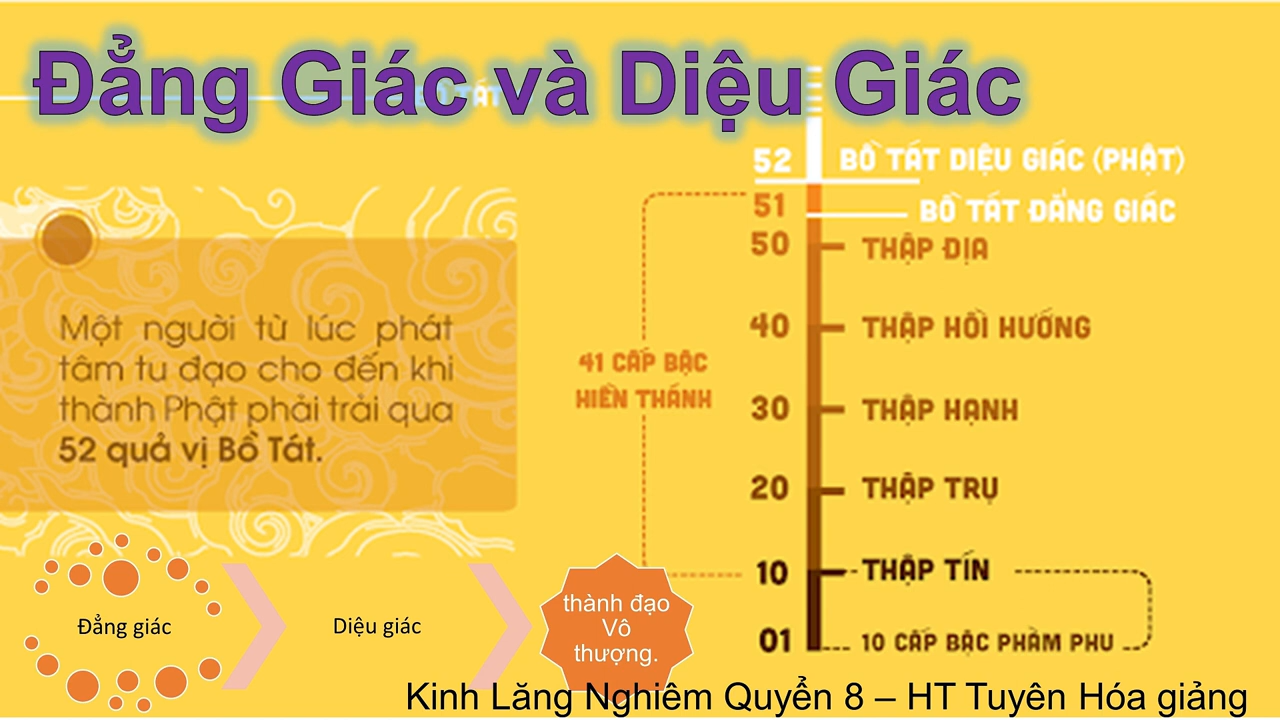 Đẳng Giác và Diệu Giác
52 BỒ TÁT DIỆU GIÁC (PHẬT)
51 BỒ TÁT ĐẲNG GIÁC
50 THẬP ĐỊA
40 THẬP HỒI HƯỚNG
41 CẤP BẬC
HIỀN THÁNH
30 THẬP HẠNH
20 THẬP TRỤ
10 THẬP TÍN
01 10 CẤP BẬC PHÀM PHU
Một người từ lúc phát
tâm tu đạo cho đến khi
thành Phật phải trải qua
52 quả vị Bồ Tát.
Đẳng giác
Diệu giác
thành đạo
Vô
thượng.
Kinh Lăng Nghiêm Quyển 8 – HT Tuyên Hóa giảng